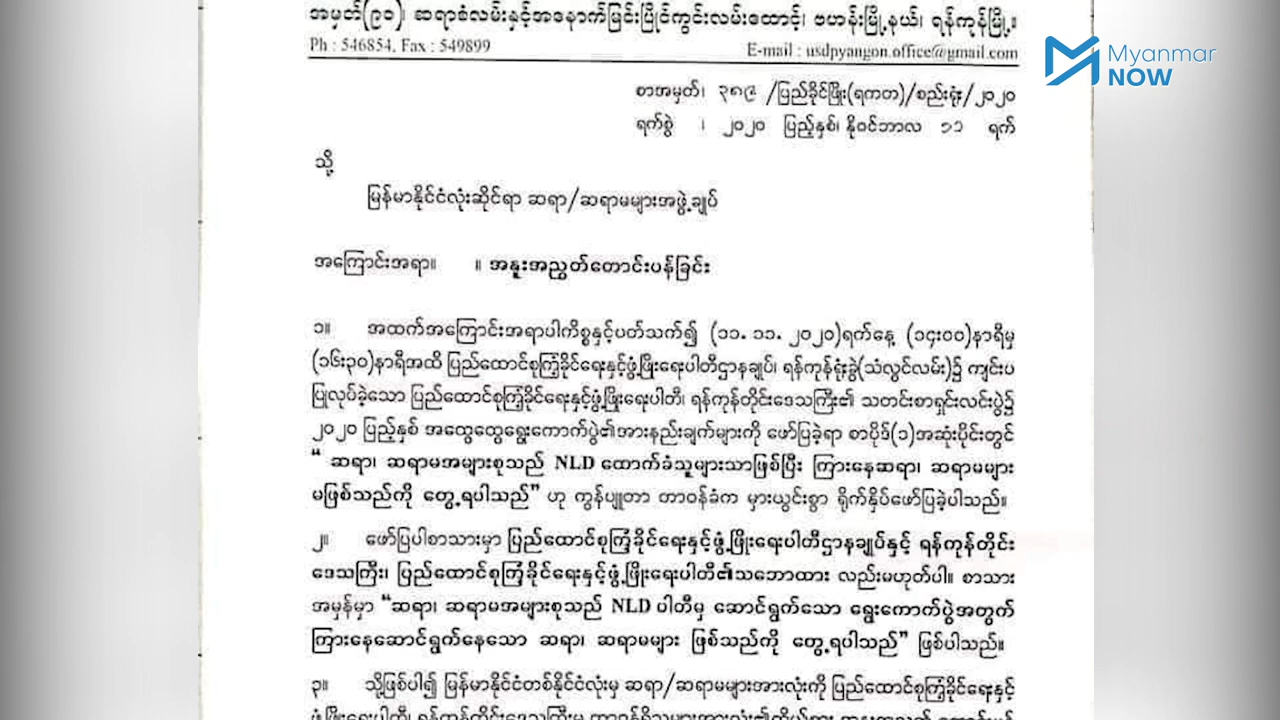 အမှတ်(၉၁)၊ ဆရာစံလမ်းနှင့်အနောက်မြင်းပြိုင်ကွင်းလမ်းထောင့်၊ ဗဟန်းမြို့နယ်၊ ရန်ကုန်မြို့။
Ph : 546854, Fax : 549899 E-mail : usdpyangon.office@gmail.com
Myanmar
NOW
စာအမှတ်၊ ၃၈၉ /ပြည်ခိုင်ဖြိုး(ရကတ)/စည်းရုံး/၂၀၂၀
ရက်စွဲ ၊ ၂၀၂၀ ပြည့်နှစ်၊ နိုဝင်ဘာလ ၁၁ ရက်
သို့
မြန်မာနိုင်ငံလုံးဆိုင်ရာ ဆရာ/ဆရာမများအဖွဲ့ချုပ်
အကြောင်းအရာ။ ။ အနူးအညွတ်တောင်းပန်ခြင်း
၁။ အထက်အကြောင်းအရာပါကိစ္စနှင့်ပတ်သက်၍ (၁၁. ၁၁. ၂၀၂၀)ရက်နေ့ (၁၄:၀၀)နာရီမှ
(၁၆:၃၀)နာရီအထိ ပြည်ထောင်စုကြံ့ခိုင်ရေးနှင့်ဖွံ့ဖြိုးရေးပါတီဌာနချုပ်၊ ရန်ကုန်ရုံးခွဲ(သံလွင်လမ်း)၌ ကျင်းပ
ပြုလုပ်ခဲ့သော ပြည်ထောင်စုကြံ့ခိုင်ရေးနှင့်ဖွံ့ဖြိုးရေးပါတီ၊ ရန်ကုန်တိုင်းဒေသကြီး၏ သတင်းစာရှင်းလင်းပွဲ၌
၂၀၂၀ ပြည့်နှစ် အထွေထွေရွေးကောက်ပွဲ၏အားနည်းချက်များကို ဖော်ပြခဲ့ရာ စာပိုဒ်(၁)အဆုံးပိုင်းတွင်
“ ဆရာ၊ ဆရာမအများစုသည် NLD ထောက်ခံသူများသာဖြစ်ပြီး ကြားနေဆရာ၊ ဆရာမများ
မဖြစ်သည်ကို တွေ့ရပါသည်” ဟု ကွန်ပျူတာ တာဝန်ခံက မှားယွင်းစွာ ရိုက်နှိပ်ဖော်ပြခဲ့ပါသည်။
၂။ ဖော်ပြပါစာသားမှာ ပြည်ထောင်စုကြံ့ခိုင်ရေးနှင့်ဖွံ့ဖြိုးရေးပါတီဌာနချုပ်နှင့် ရန်ကုန်တိုင်း
ဒေသကြီး၊ ပြည်ထောင်စုကြံ့ခိုင်ရေးနှင့်ဖွံ့ဖြိုးရေးပါတီ၏သဘောထား လည်းမဟုတ်ပါ။ စာသား
အမှန်မှာ “ဆရာ၊ ဆရာမအများစုသည် NLD ပါတီမှ ဆောင်ရွက်သော ရွေးကောက်ပွဲအတွက်
ကြားနေဆောင်ရွက်နေသော ဆရာ၊ ဆရာမများ ဖြစ်သည်ကို တွေ့ရပါသည်” ဖြစ်ပါသည်။
၃။ သို့ဖြစ်ပါ၍ မြန်မာနိုင်ငံတစ်နိုင်ငံလုံးမှ ဆရာ/ဆရာမများအားလုံးကို ပြည်ထောင်စုကြံ့ခိုင်ရေးနှင့်